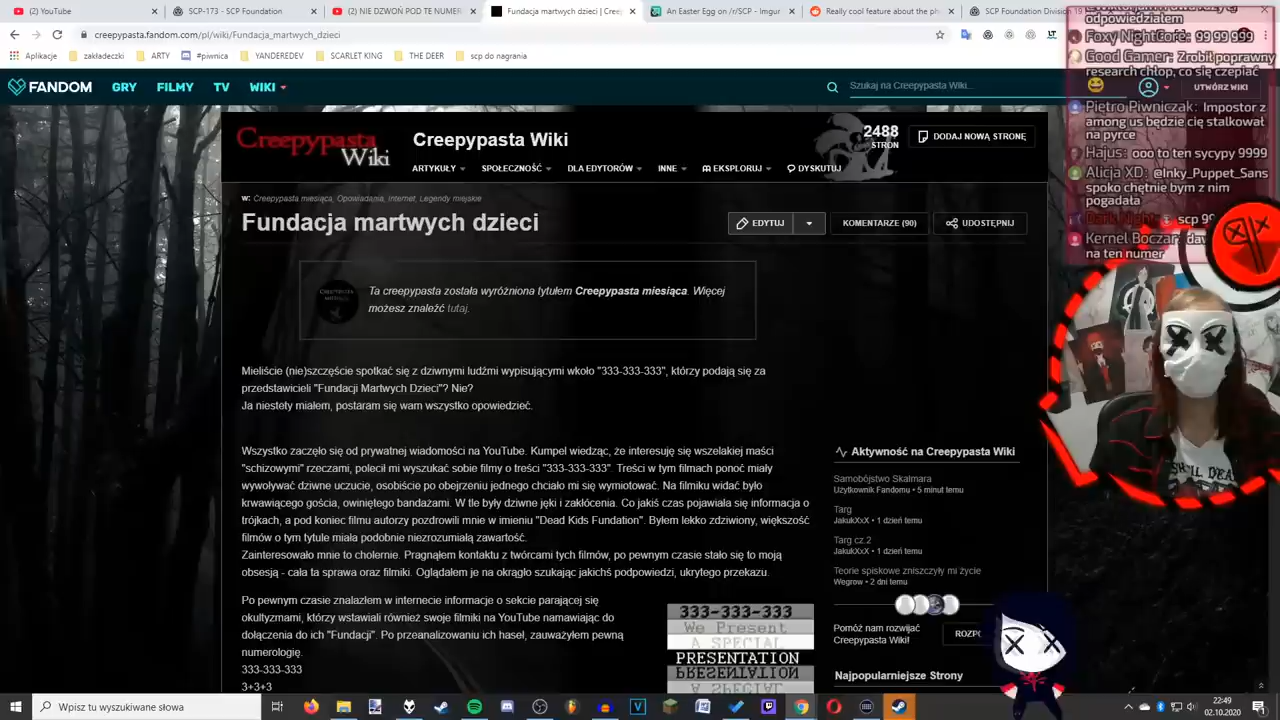 YouTube
SCP-173 - SCP Foundation
NIE DZWOŃ POD TE NUMER
Fundacja martwych dzieci | Cree
An Easter Egg on /r/SCP - Imgur
Really cool feature about the ph
SCP Foundation Division 19
creepypasta.fandom.com/pl/wiki/Fundacja_martwych_dzieci
Aplikacje
zakładeczki
ARTY
#piwnica
YANDEREDEV
SCARLET KING
THE DEER
scp do nagrania
odpowiedziałem
Foxy NightCore: 99 99 999
Good Gamer: Zrobił poprawny
research chłop, co się czepiać
Pietro Piwniczak: Impostor z
among us będzie cię stalkował
na pyrce
Hajus: ooo to ten sycypy 9999
Alicja XD: @Inky_Puppet_Sans
spoko chętnie bym z nim
pogadała
scp 99
Kernel Boczar: daw
na ten numer
FANDOM
GRY
FILMY
TV
WIKI
Szukaj na Creepypasta Wiki...
UTWÓRZ WIKI
Creepypasta
Wiki
Creepypasta Wiki
2488
STRON
DODAJ NOWĄ STRONĘ
ARTYKUŁY
SPOŁECZNOŚĆ
DLA EDYTORÓW
INNE
EKSPLORUJ
DYSKUTUJ
w: Creepypasta miesiąca, Opowiadania, Internet, Legendy miejskie
Fundacja martwych dzieci
EDYTUJ
KOMENTARZE (90)
UDOSTĘPNIJ
Ta creepypasta została wyróżniona tytułem Creepypasta miesiąca. Więcej
możesz znaleźć tutaj.
Mieliście (nie)szczęście spotkać się z dziwnymi ludźmi wypisującymi wkoło "333-333-333", którzy podają się za
przedstawicieli "Fundacji Martwych Dzieci"? Nie?
Ja niestety miałem, postaram się wam wszystko opowiedzieć.
Wszystko zaczęło się od prywatnej wiadomości na YouTube. Kumpel wiedząc, że interesuję się wszelakiej maści
"schizowymi" rzeczami, polecił mi wyszukać sobie filmy o treści "333-333-333". Treści w tym filmach ponoć miały
wywoływać dziwne uczucie, osobiście po obejrzeniu jednego chciało mi się wymiotować. Na filmiku widać było
krwawiącego gościa, owiniętego bandażami. W tle były dziwne jęki i zakłócenia. Co jakiś czas pojawiała się informacja o
trójkach, a pod koniec filmu autorzy pozdrowili mnie w imieniu "Dead Kids Fundation". Byłem lekko zdziwiony, większość
filmów o tym tytule miała podobnie niezrozumiałą zawartość.
Zainteresowało mnie to cholernie. Pragnąłem kontaktu z twórcami tych filmów, po pewnym czasie stało się to moją
obsesją - cała ta sprawa oraz filmiki. Oglądałem je na okrągło szukając jakichś podpowiedzi, ukrytego przekazu.
Po pewnym czasie znalazłem w internecie informacje o sekcie parającej się
okultyzmami, którzy wstawiali również swoje filmiki na YouTube namawiając do
dołączenia do ich "Fundacji". Po przeanalizowaniu ich haseł, zauważyłem pewną
numerologię.
333-333-333
3+3+3
333-333-333
We Present
A SPECIAL
PRESENTATION
PRESENTATION
A SPECIAL
Aktywność na Creepypasta Wiki
Samobójstwo Skalmara
Użytkownik Fandomu • 5 minut temu
Targ
JakukXxX • 1 dzień temu
Targ cz.2
JakukXxX • 1 dzień temu
Teorie spiskowe zniszczyły mi życie
Wegrow • 2 dni temu
Pomóż nam rozwijać
Creepypasta Wiki!
ROZPO
Najpopularniejsze Strony
Wpisz tu wyszukiwane słowa
22:49
02.10.2020